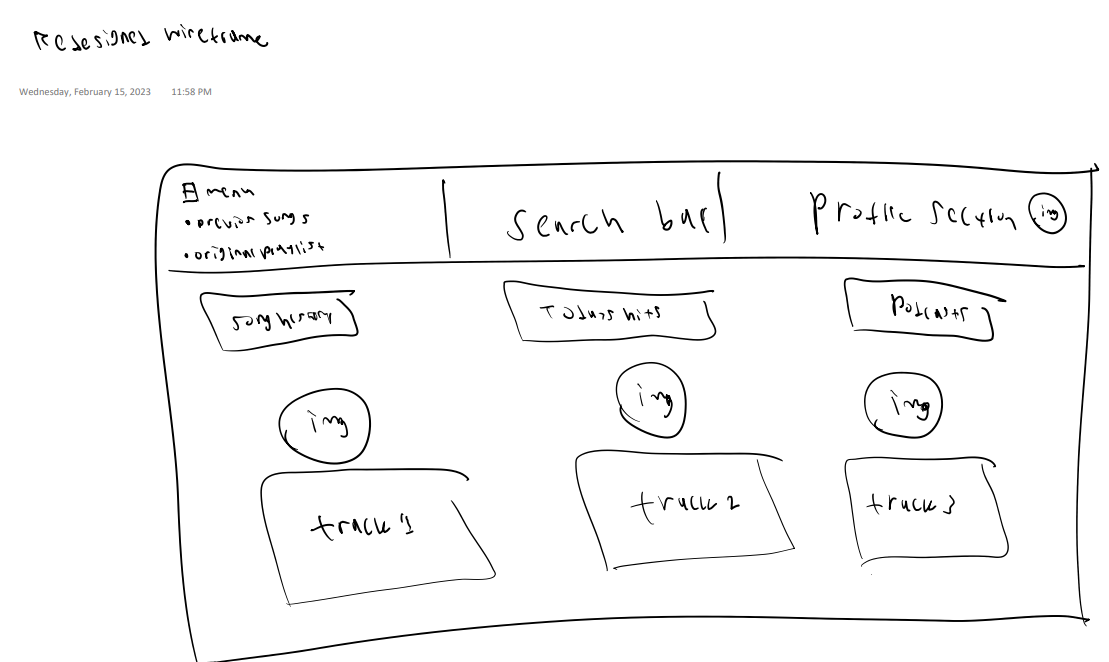 Redesigned wireframe
Wednesday, February 15, 2023 11:58 PM
menu
• previos songs
• original playlist
Search bar
Profile section
img
song history
Todays hits
Podcasts
img
img
img
track 1
track 2
track 3